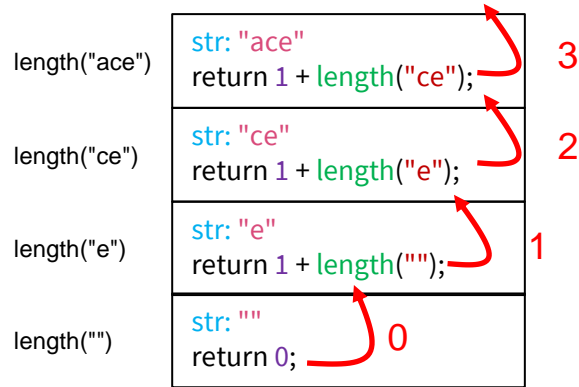 length("ace")
str: "ace"
return 1 + length("ce");
3
length("ce")
str: "ce"
return 1 + length("e");
2
length("e")
str: "e"
return 1 + length("");
1
length("")
str: ""
return 0;
0